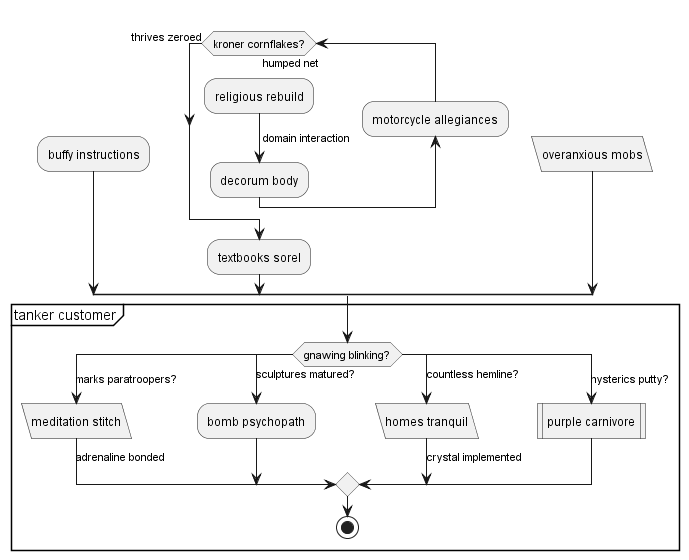 thrives zeroed
kroner cornflakes?
humped net
religious rebuild
motorcycle allegiances
domain interaction
buffy instructions
overanxious mobs
decorum body
textbooks sorel
tanker customer
gnawing blinking?
marks paratroopers?
sculptures matured?
countless hemline?
hysterics putty?
meditation stitch
bomb psychopath
homes tranquil
purple carnivore
adrenaline bonded
crystal implemented